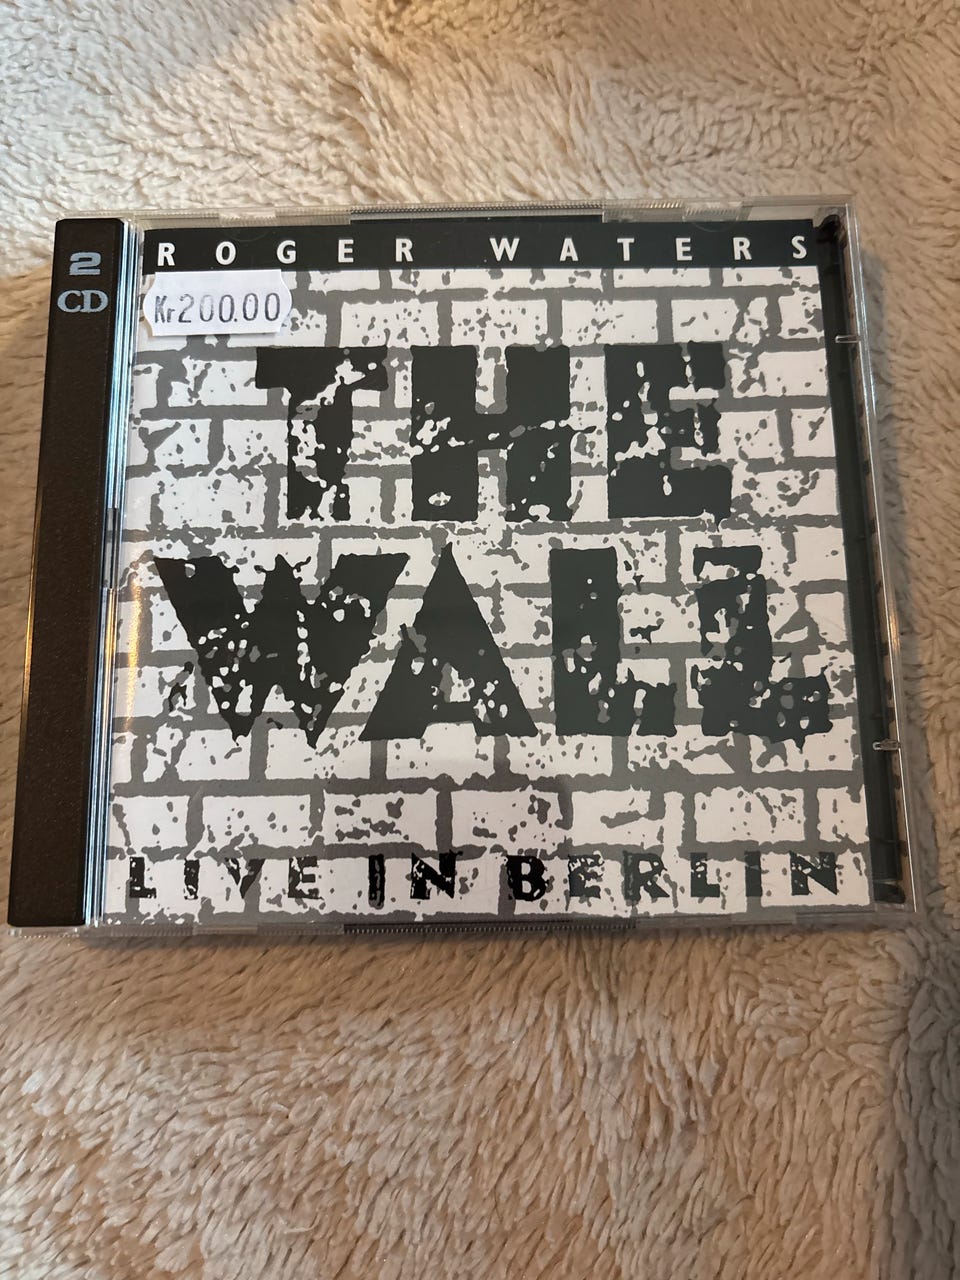 2
CD
ROGER WATERS
Kr200.00
THE
WALL
LIVE IN BERLIN